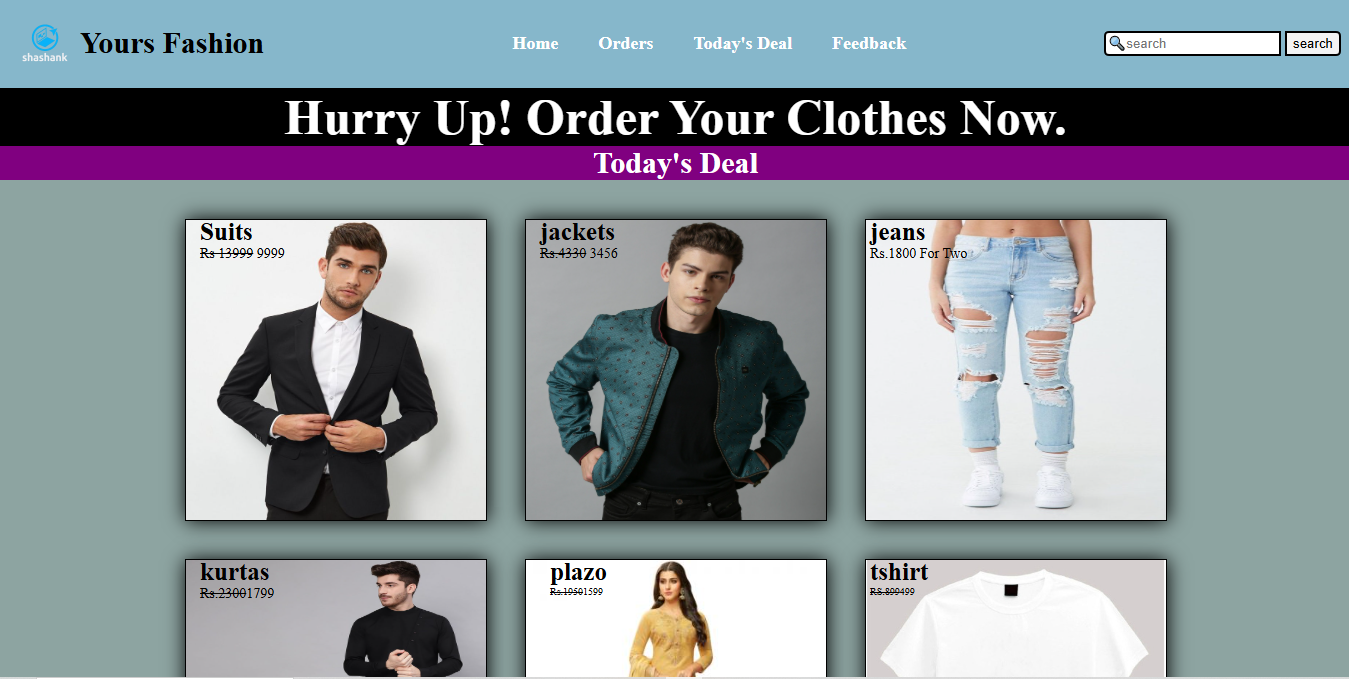 shashank
Yours Fashion
Home
Orders
Today's Deal
Feedback
search
search
Hurry Up! Order Your Clothes Now.
Today's Deal
Suits
Rs 13999 9999
jackets
Rs.4330 3456
jeans
Rs.1800 For Two
kurtas
Rs.23001799
plazo
Rs.19501599
tshirt
RS.899499